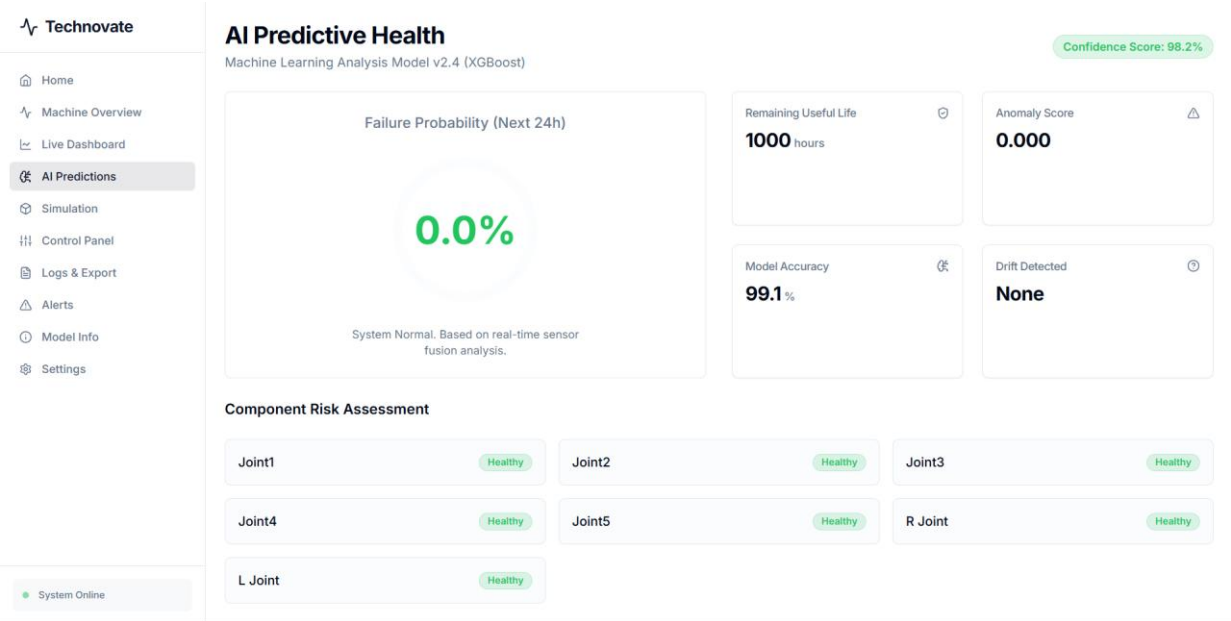 Technovate
Home
Machine Overview
Live Dashboard
AI Predictions
Simulation
Control Panel
Logs & Export
Alerts
Model Info
Settings
System Online
AI Predictive Health
Machine Learning Analysis Model v2.4 (XGBoost)
Confidence Score: 98.2%
Failure Probability (Next 24h)
0.0%
System Normal. Based on real-time sensor
fusion analysis.
Remaining Useful Life
1000 hours
Anomaly Score
0.000
Model Accuracy
99.1 %
Drift Detected
None
Component Risk Assessment
Joint1 Healthy
Joint2 Healthy
Joint3 Healthy
Joint4 Healthy
Joint5 Healthy
R Joint Healthy
L Joint Healthy